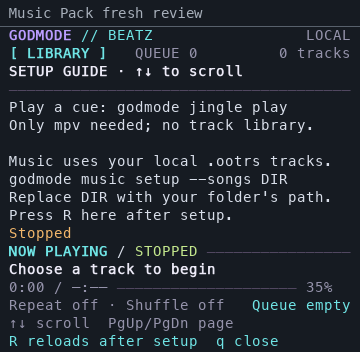 Music Pack fresh review
GODMODE // BEATZ LOCAL
[ LIBRARY ] QUEUE 0 0 tracks
SETUP GUIDE · ↑↓ to scroll
Play a cue: godmode jingle play
Only mpv needed; no track library.
Music uses your local .ootrs tracks.
godmode music setup --songs DIR
Replace DIR with your folder's path.
Press R here after setup.
Stopped
NOW PLAYING / STOPPED
Choose a track to begin
0:00 / —:—— 35%
Repeat off · Shuffle off Queue empty
↑↓ scroll PgUp/PgDn page
R reloads after setup q close